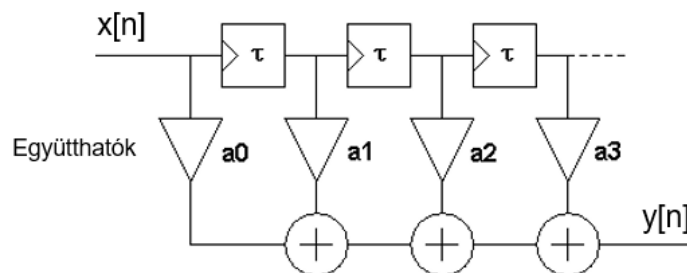 x[n]
τ τ τ
Együtthatók a0 a1 a2 a3
y[n]
+ + +